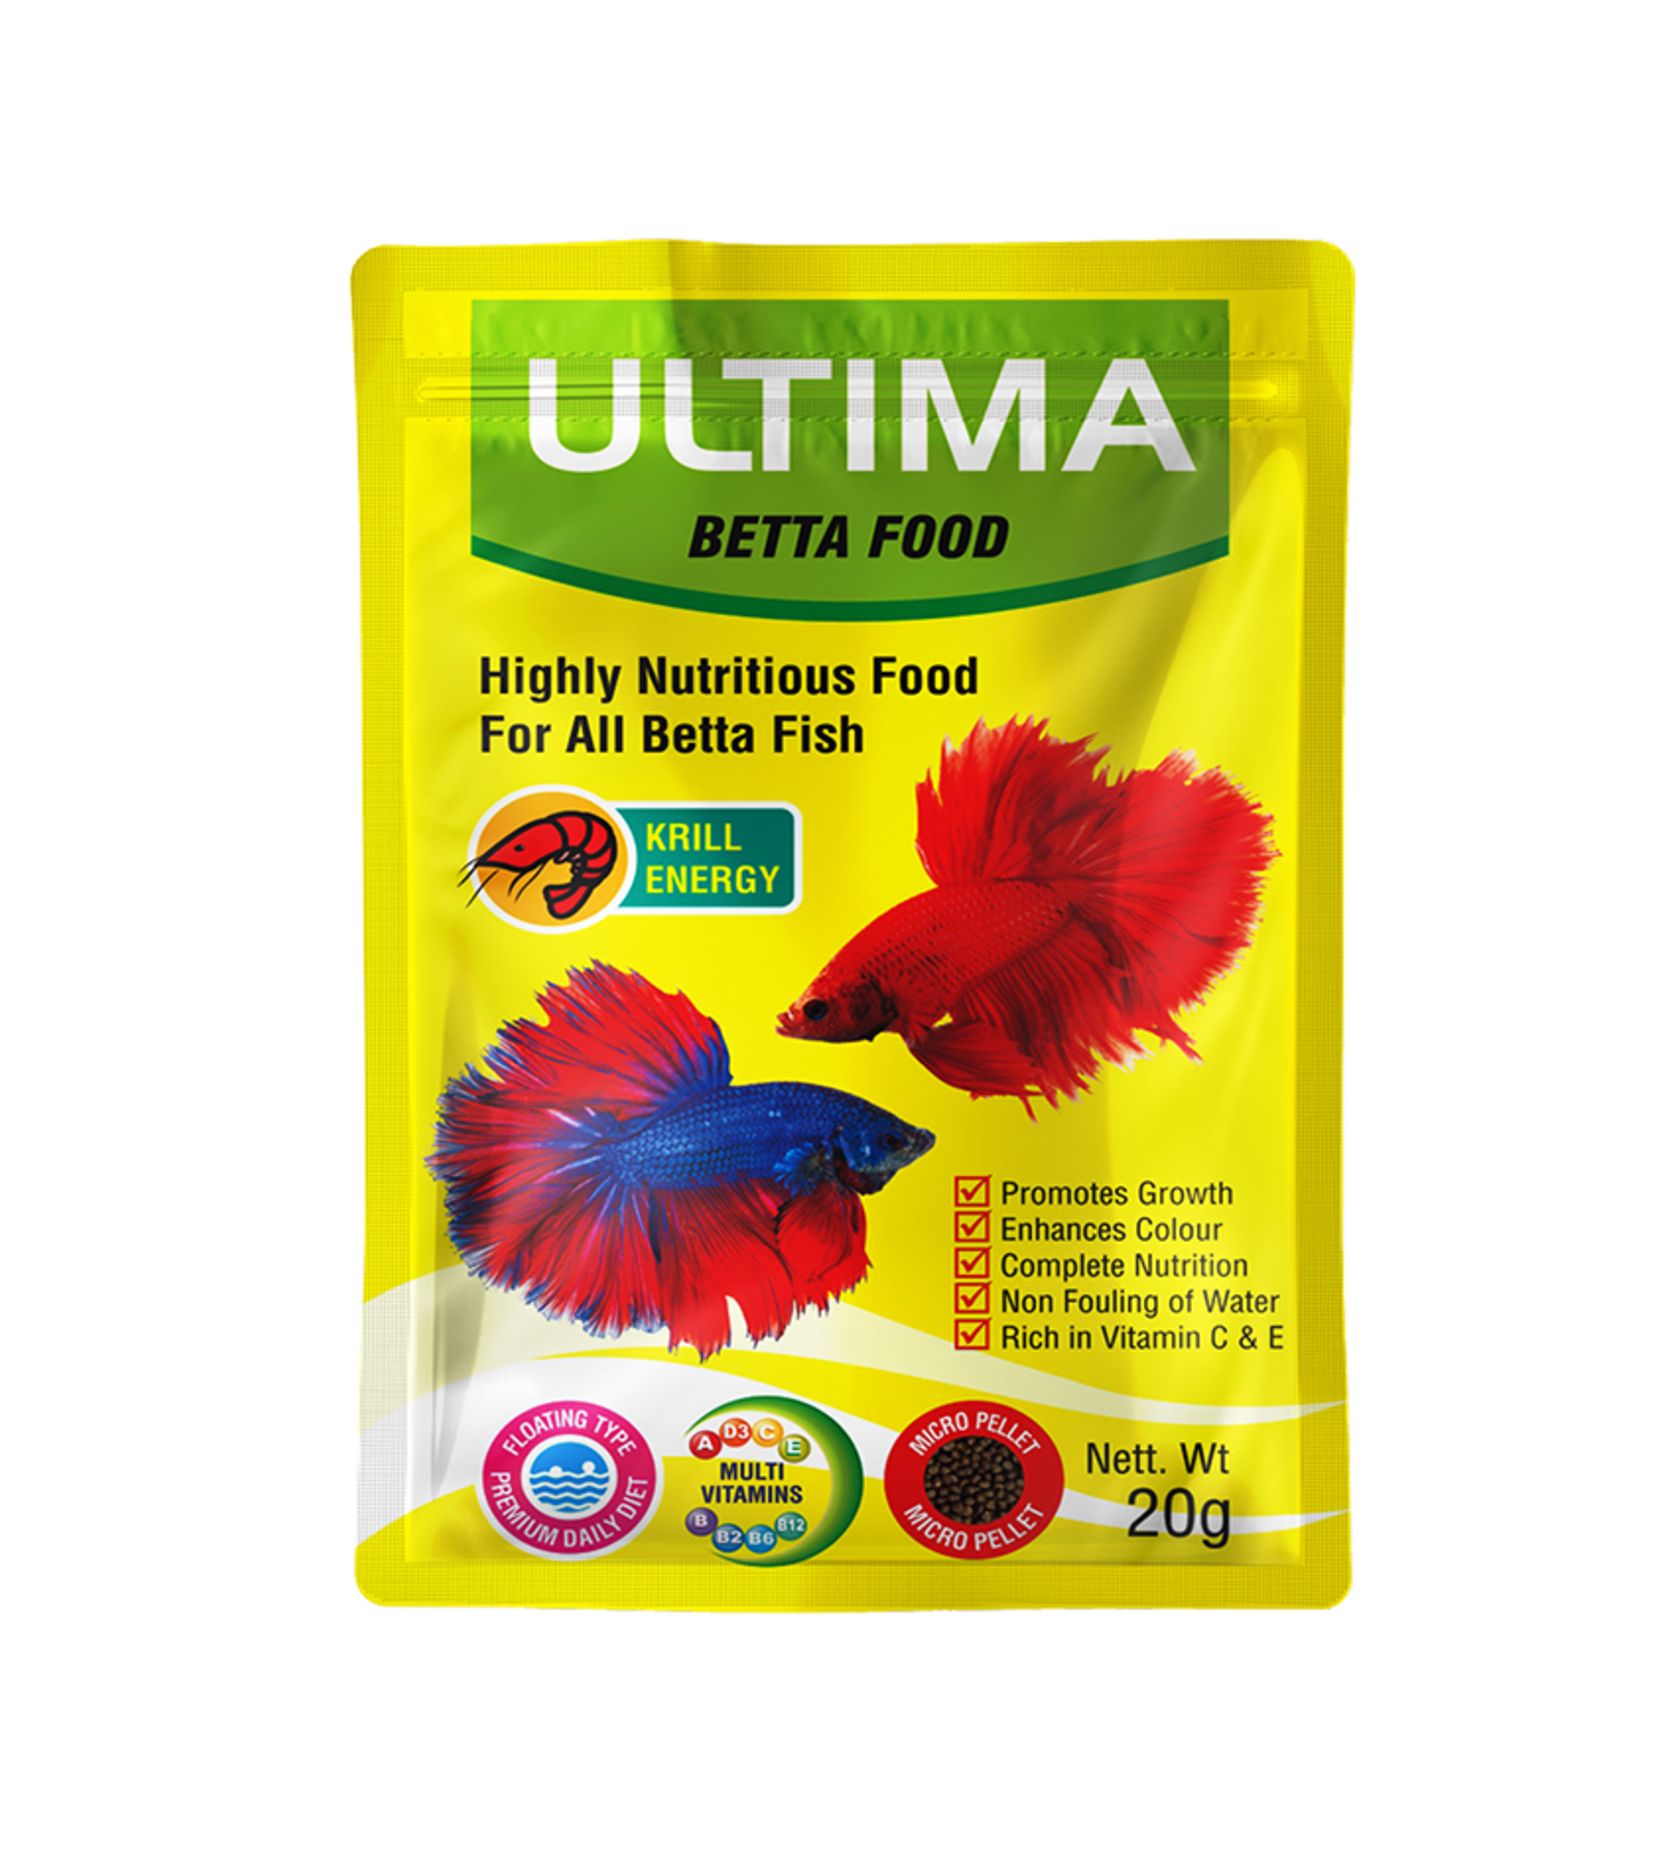 ULTIMA
BETTA FOOD
Highly Nutritious Food
For All Betta Fish
KRILL
ENERGY
Promotes Growth
Enhances Colour
Complete Nutrition
Non Fouling of Water
Rich in Vitamin C & E
FLOATING TYPE
PREMIUM DAILY DIET
A D3 C E
MULTI
VITAMINS
B B2 B6 B12
MICRO PELLET
MICRO PELLET
Nett. Wt
20g